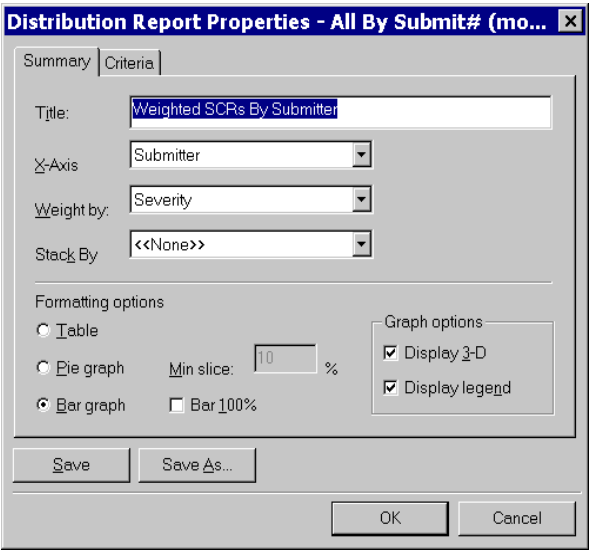 Distribution Report Properties - All By Submit# (mo...
Summary Criteria
Title: Weighted SCRs By Submitter
X-Axis Submitter
Weight by: Severity
Stack By <<None>>
Formatting options
Table
Graph options
Display 3-D
Pie graph Min slice: 10 %
Display legend
Bar graph Bar 100%
Save Save As...
OK Cancel